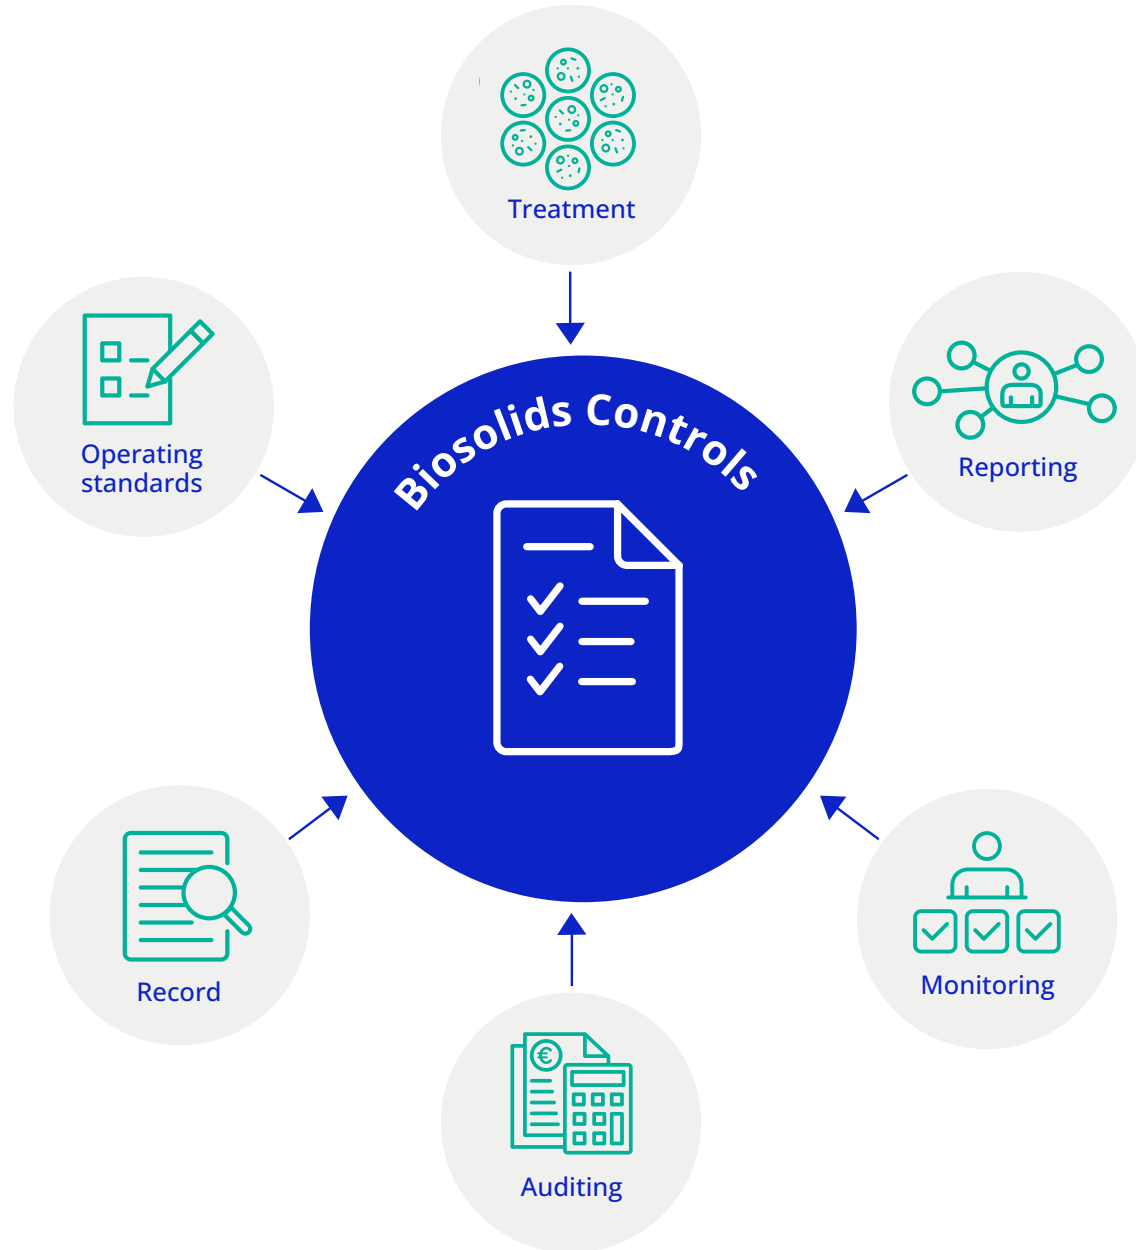 Treatment
Operating
standards
Reporting
Biosolids Controls
Record
Monitoring
€
Auditing